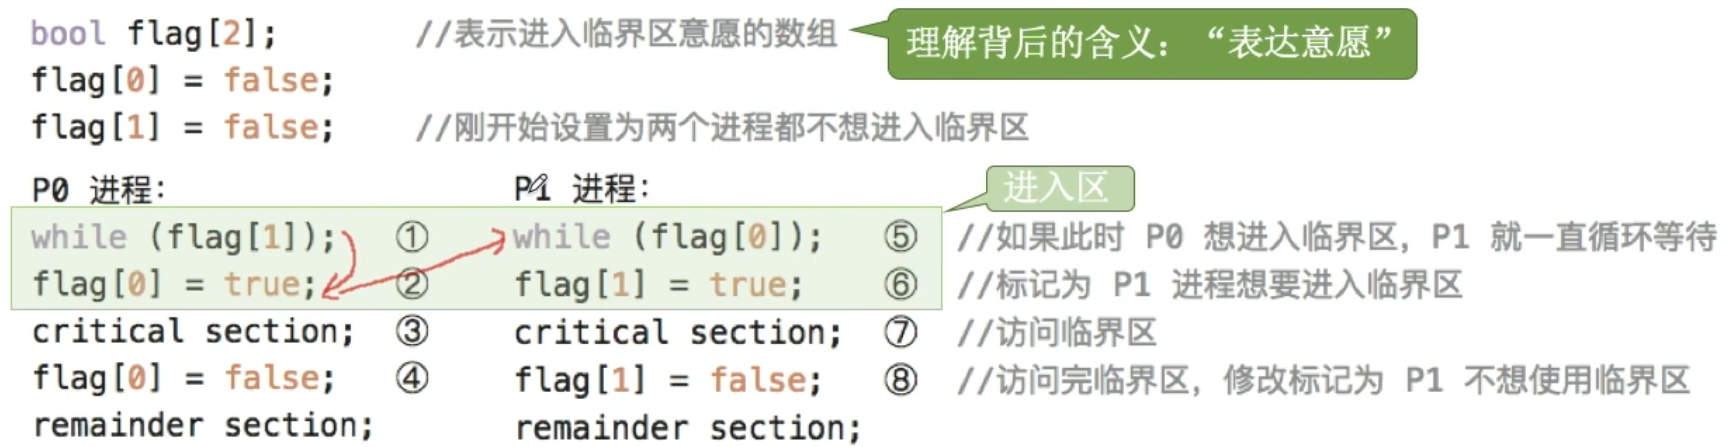 bool flag[2]; //表示进入临界区意愿的数组 理解背后的含义：“表达意愿”
flag[0] = false;
flag[1] = false; //刚开始设置为两个进程都不想进入临界区
P0 进程： P1 进程： 进入区
while (flag[1]); ① while (flag[0]); ⑤ //如果此时 P0 想进入临界区，P1 就一直循环等待
flag[0] = true; ② flag[1] = true; ⑥ //标记为 P1 进程想要进入临界区
critical section; ③ critical section; ⑦ //访问临界区
flag[0] = false; ④ flag[1] = false; ⑧ //访问完临界区，修改标记为 P1 不想使用临界区
remainder section; remainder section;